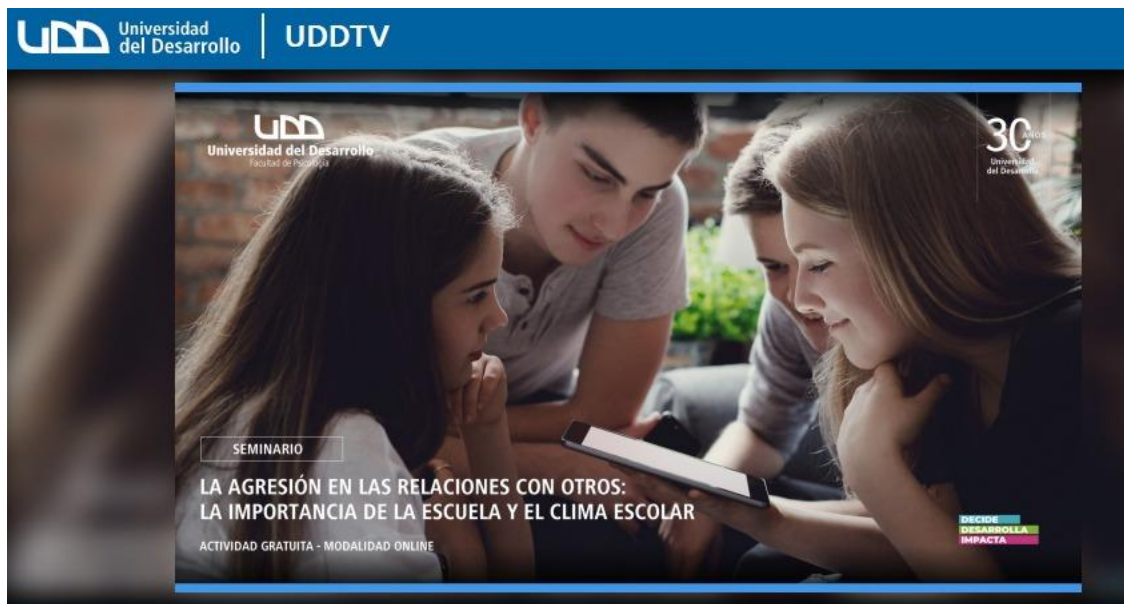 UDD
Universidad
del Desarrollo
UDDTV
UDD
Universidad del Desarrollo
Facultad de Psicología
30 AÑOS
Universidad
del Desarrollo
SEMINARIO
LA AGRESIÓN EN LAS RELACIONES CON OTROS:
LA IMPORTANCIA DE LA ESCUELA Y EL CLIMA ESCOLAR
ACTIVIDAD GRATUITA - MODALIDAD ONLINE
DECIDE
DESARROLLA
IMPACTA